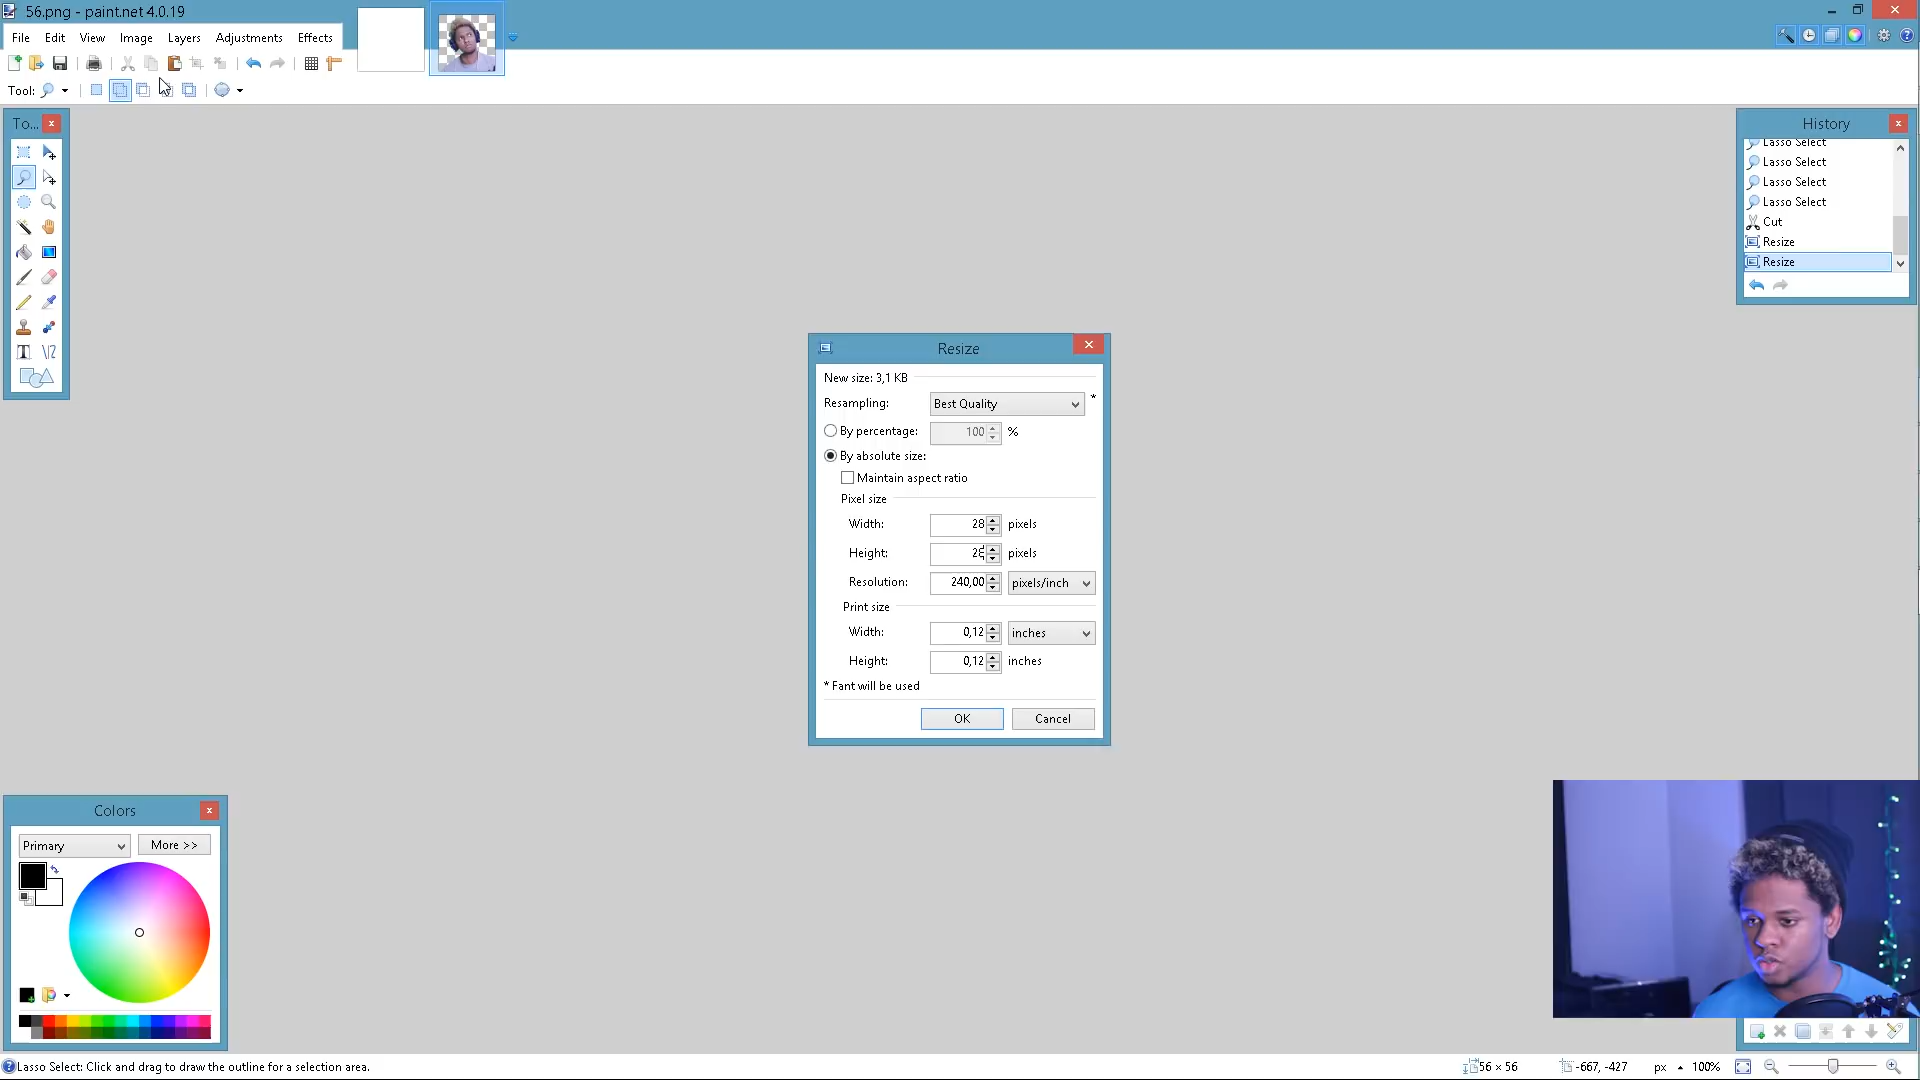 56.png - paint.net 4.0.19
File Edit View Image Layers Adjustments Effects
Tool:
To...
History
Lasso Select
Lasso Select
Lasso Select
Lasso Select
Cut
Resize
Resize
Resize
New size: 3,1 KB
Resampling: Best Quality *
By percentage: 100 %
By absolute size:
Maintain aspect ratio
Pixel size
Width: 28 pixels
Height: 28 pixels
Resolution: 240,00 pixels/inch
Print size
Width: 0,12 inches
Height: 0,12 inches
* Fant will be used
OK Cancel
Colors
Primary More >>
Lasso Select: Click and drag to draw the outline for a selection area.
56 × 56 -667, -427 px 100%